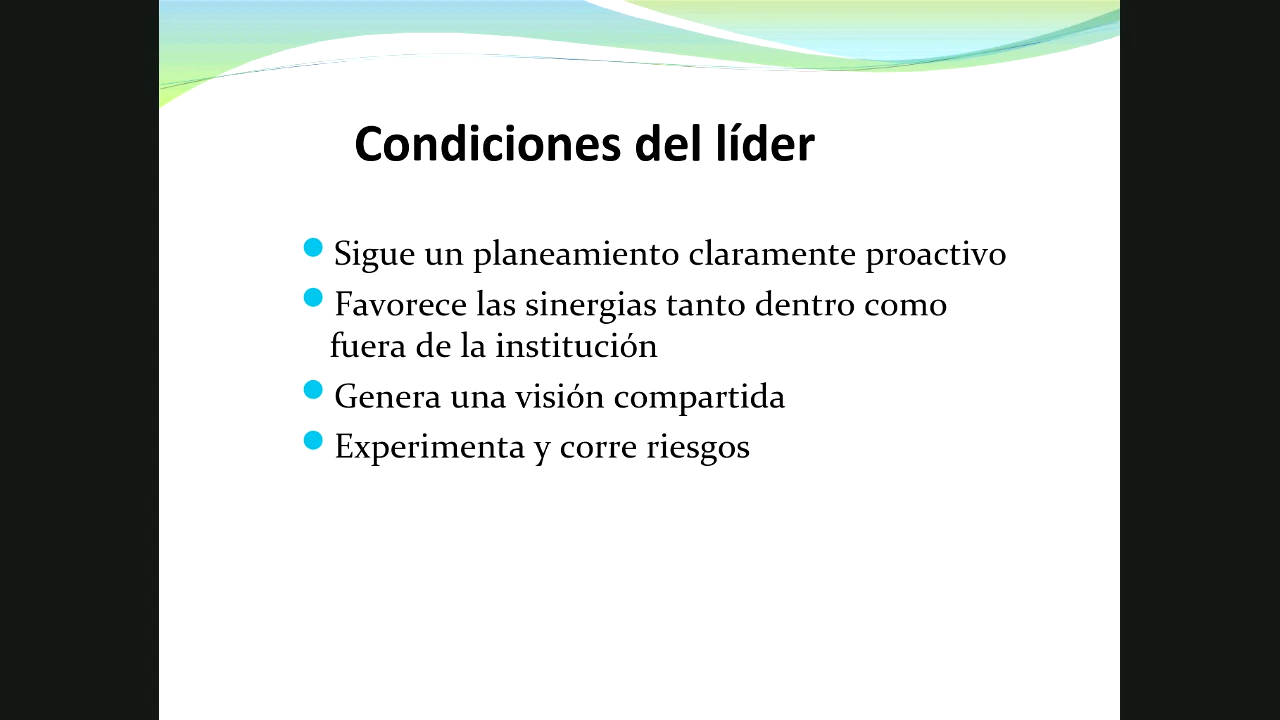 Condiciones del líder
Sigue un planeamiento claramente proactivo
Favorece las sinergias tanto dentro como
fuera de la institución
Genera una visión compartida
Experimenta y corre riesgos